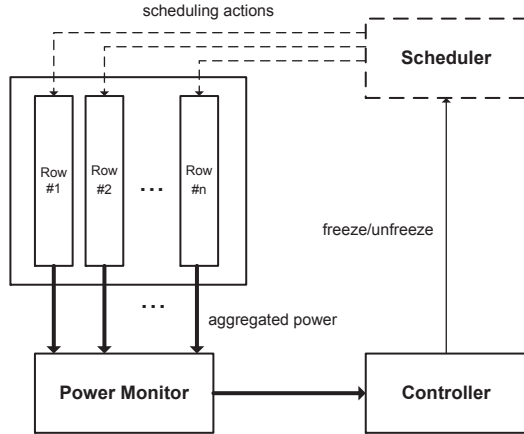 scheduling actions
Scheduler
Row
#1
Row
#2
...
Row
#n
freeze/unfreeze
...
aggregated power
Power Monitor
Controller